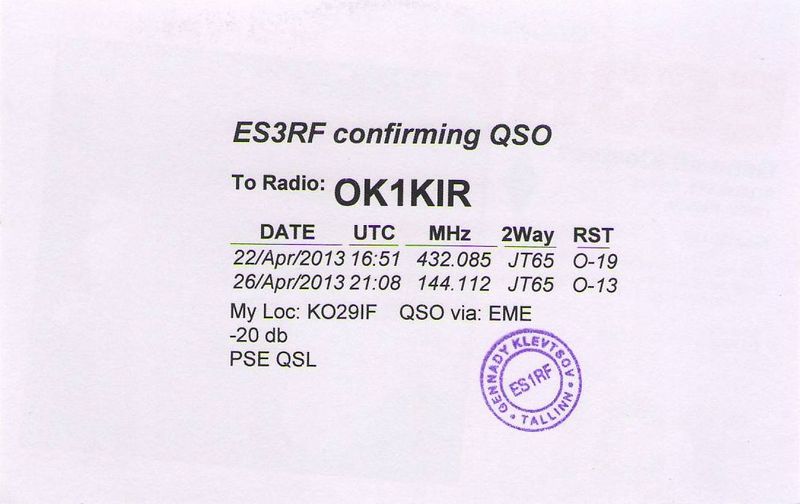 ES3RF confirming QSO
To Radio: OK1KIR
DATE UTC MHz 2Way RST
22/Apr/2013 16:51 432.085 JT65 O-19
26/Apr/2013 21:08 144.112 JT65 O-13
My Loc: KO29IF QSO via: EME
-20 db
PSE QSL
GENNADY KLEVTSOV
ES1RF
TALLINN